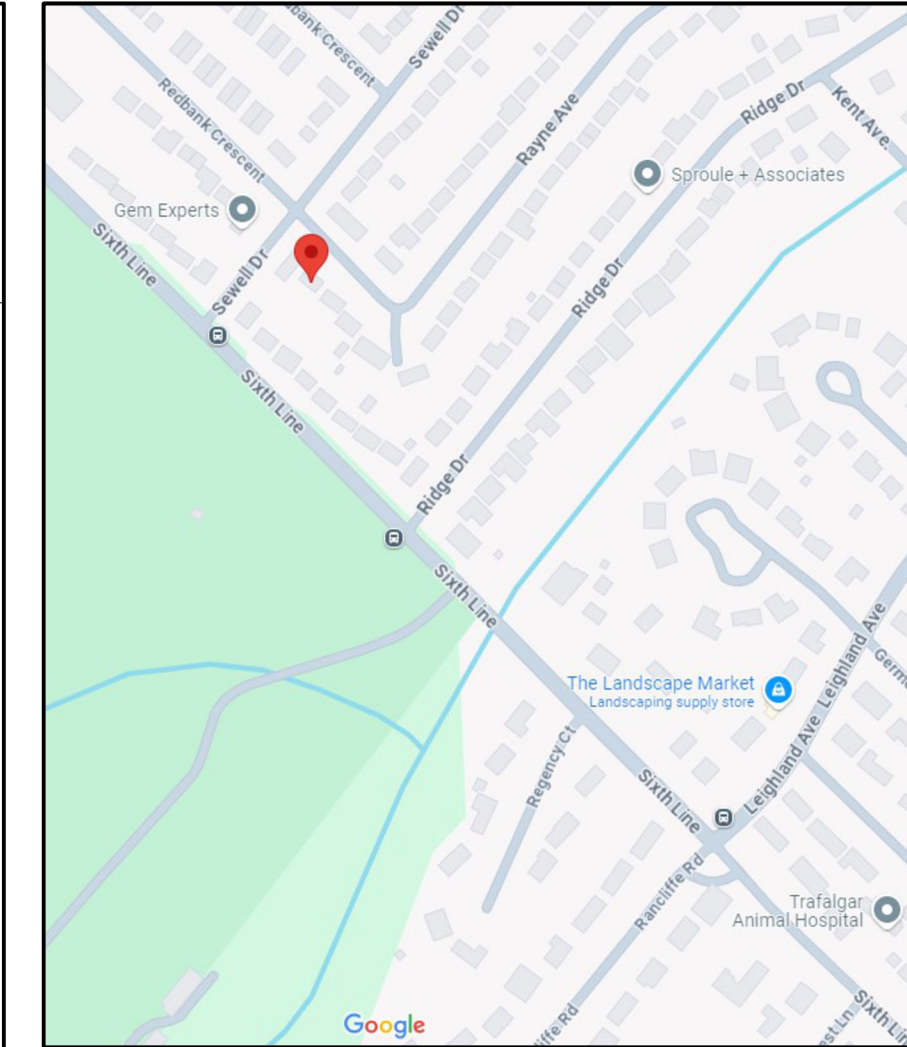 Sewell Dr
Crescent
Redbank Crescent
Rayne Ave
Ridge Dr
Kent Ave.
Sproule + Associates
Gem Experts
Sixth Line
Sewell Dr
Ridge Dr
Sixth Line
Ridge Dr
Sixth Line
The Landscape Market
Landscaping supply store
Leighland Ave
Leighland Ave
Regency Ct
Sixth Line
Rancliffe Rd
Trafalgar
Animal Hospital
Google
Rd
Sixth